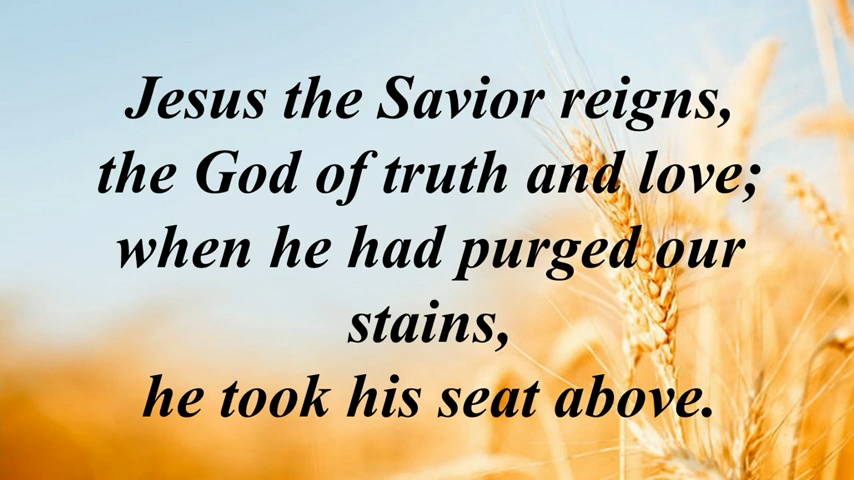 Jesus the Savior reigns,
the God of truth and love;
when he had purged our
stains,
he took his seat above.